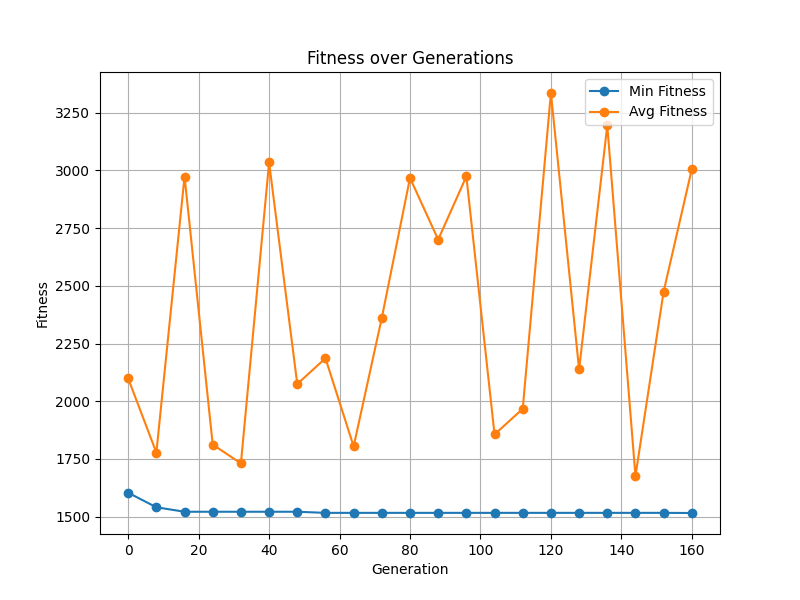 Fitness over Generations
Min Fitness
Avg Fitness
Fitness
3250
3000
2750
2500
2250
2000
1750
1500
0 20 40 60 80 100 120 140 160
Generation